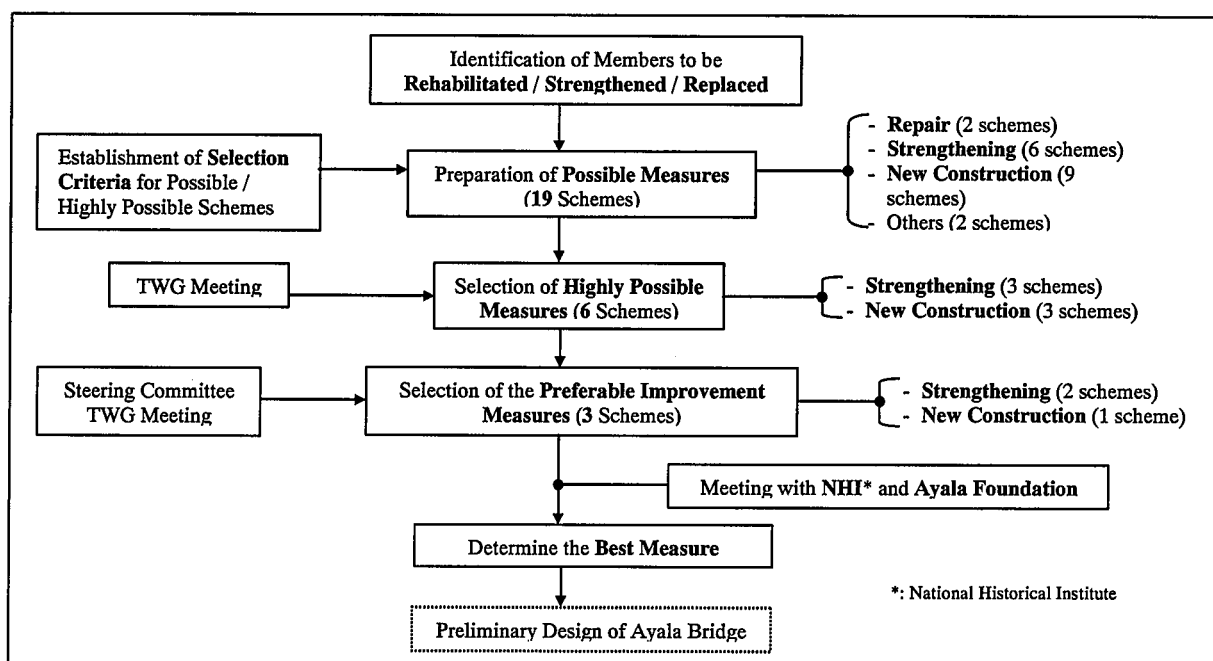 Identification of Members to be
Rehabilitated / Strengthened / Replaced
Establishment of Selection
Criteria for Possible /
Highly Possible Schemes
Preparation of Possible Measures
(19 Schemes)
- Repair (2 schemes)
- Strengthening (6 schemes)
- New Construction (9
schemes)
- Others (2 schemes)
TWG Meeting
Selection of Highly Possible
Measures (6 Schemes)
- Strengthening (3 schemes)
- New Construction (3 schemes)
Steering Committee
TWG Meeting
Selection of the Preferable Improvement
Measures (3 Schemes)
- Strengthening (2 schemes)
- New Construction (1 scheme)
Meeting with NHI* and Ayala Foundation
Determine the Best Measure
*: National Historical Institute
Preliminary Design of Ayala Bridge